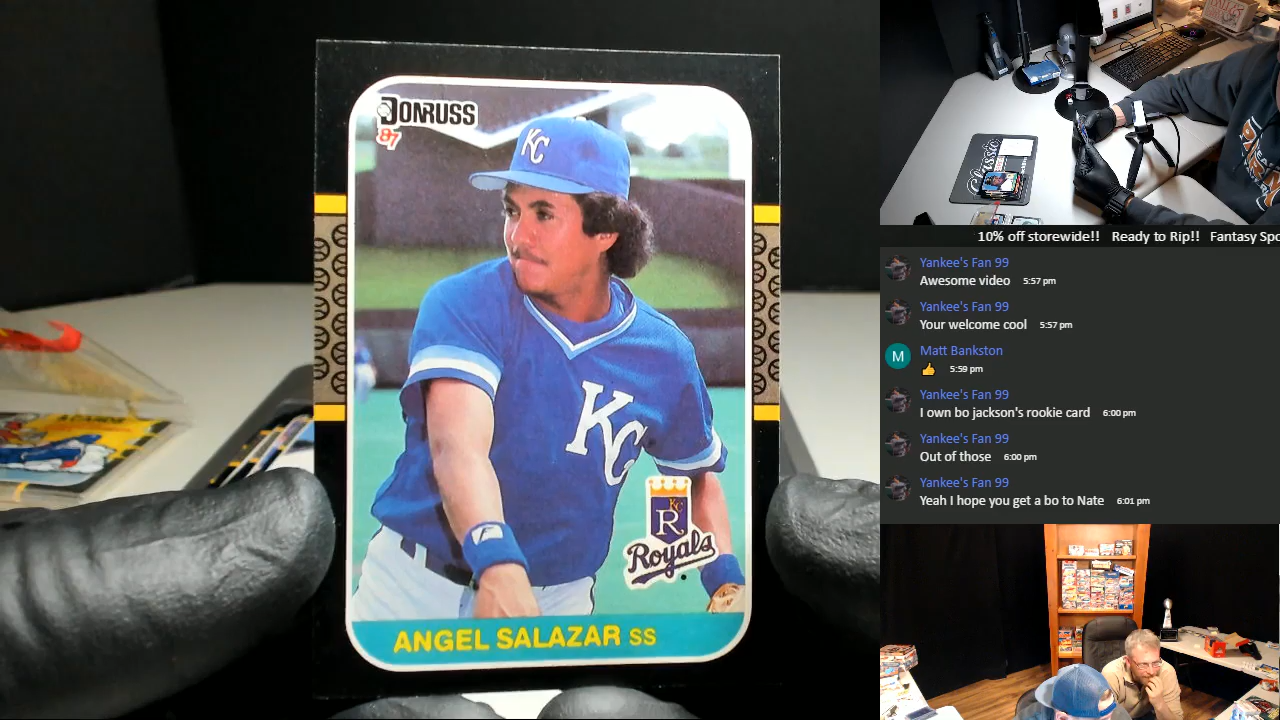 DONRUSS
87
KC
KC
KC
R
Royals
ANGEL SALAZAR SS
Classic
10% off storewide!! Ready to Rip!! Fantasy Spo
Yankee's Fan 99
Awesome video 5:57 pm
Yankee's Fan 99
Your welcome cool 5:57 pm
M Matt Bankston
👍 5:59 pm
Yankee's Fan 99
I own bo jackson's rookie card 6:00 pm
Yankee's Fan 99
Out of those 6:00 pm
Yankee's Fan 99
Yeah I hope you get a bo to Nate 6:01 pm